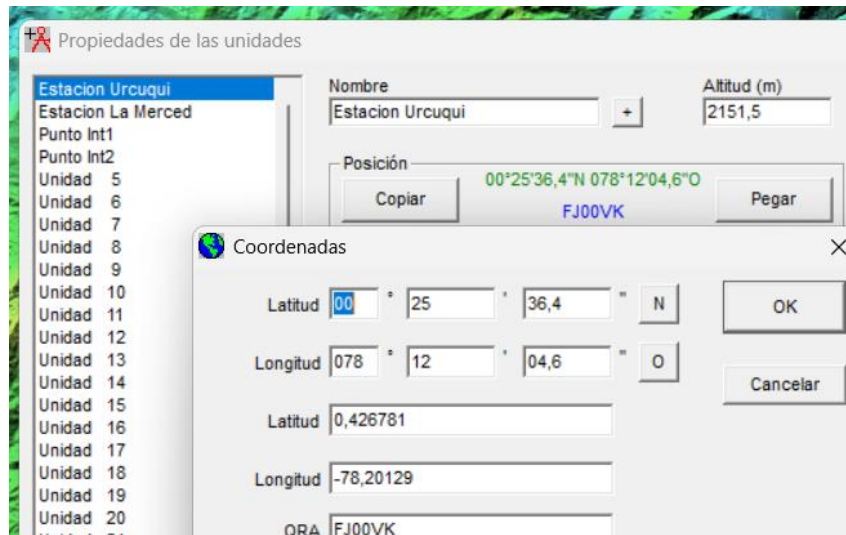 Propiedades de las unidades
Estacion Urcuqui
Estacion La Merced
Punto Int1
Punto Int2
Unidad 5
Unidad 6
Unidad 7
Unidad 8
Unidad 9
Unidad 10
Unidad 11
Unidad 12
Unidad 13
Unidad 14
Unidad 15
Unidad 16
Unidad 17
Unidad 18
Unidad 19
Unidad 20
Nombre
Altitud (m)
Estacion Urcuqui
+
2151,5
Posición
Copiar
00°25'36,4"N 078°12'04,6"O
FJ00VK
Pegar
Coordenadas
Latitud 00 ° 25 ' 36,4 " N
OK
Longitud 078 ° 12 ' 04,6 " O
Cancelar
Latitud 0,426781
Longitud -78,20129
QRA FJ00VK